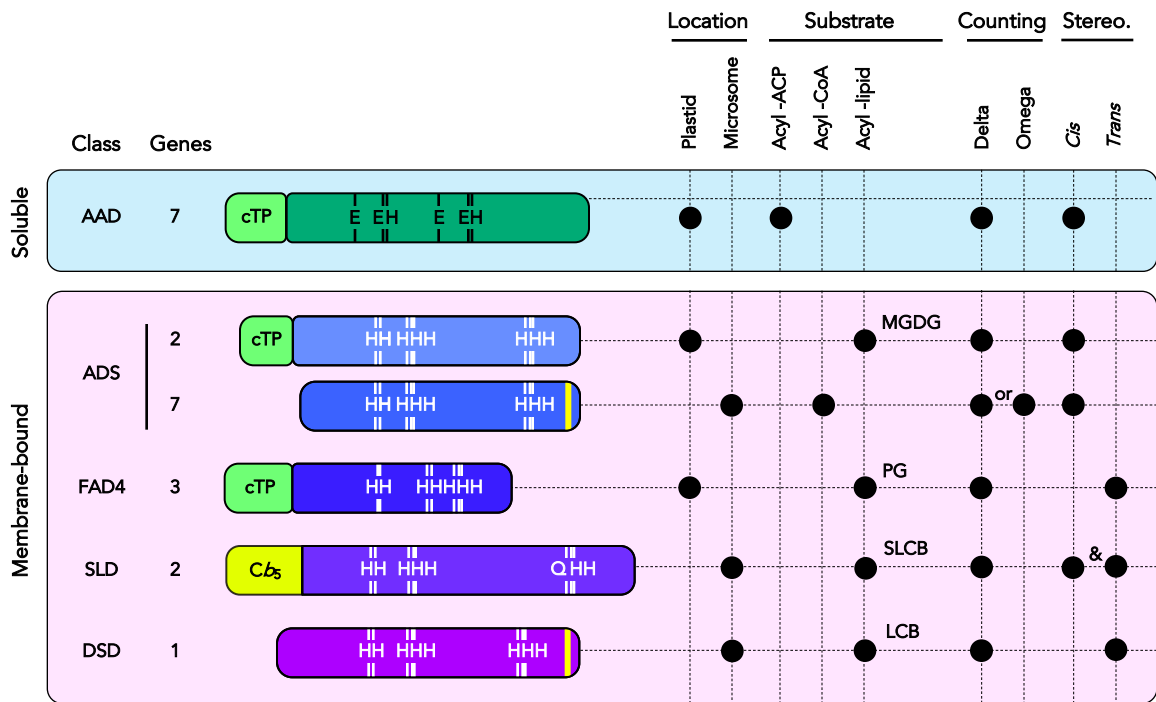 Location Substrate Counting Stereo.
Plastid Microsome Acyl -ACP Acyl -CoA Acyl -lipid Delta Omega Cis Trans
Class Genes
Soluble
AAD 7 cTP E EH E EH
Membrane-bound
ADS
2 cTP HH HHH HHH MGDG
7 HH HHH HHH or
FAD4 3 cTP HH HHHHH PG
SLD 2 Cb₅ HH HHH QHH SLCB &
DSD 1 HH HHH HHH LCB